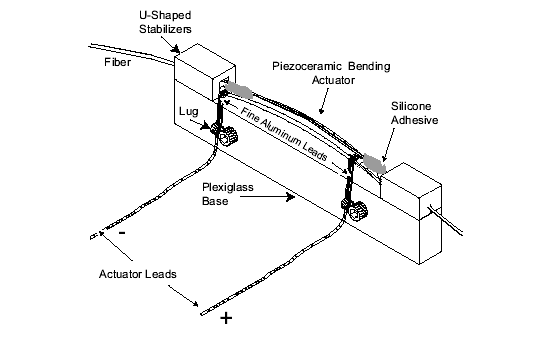 U-Shaped
Stabilizers
Fiber
Piezoceramic Bending
Actuator
Lug
Silicone
Adhesive
Fine Aluminum Leads
Plexiglass
Base
-
Actuator Leads
+